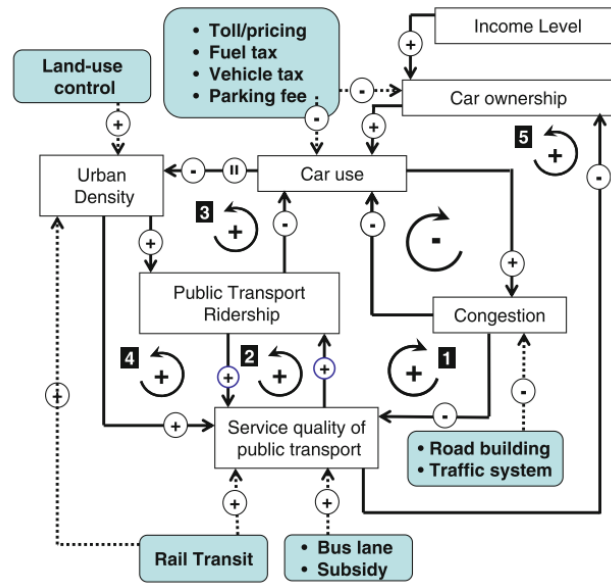 • Toll/pricing
• Fuel tax
• Vehicle tax
• Parking fee
Income Level
Land-use
control
+
-
-
+
Car ownership
+
+
5
+
-
Urban
Density
-
II
Car use
3
+
-
-
-
+
+
Public Transport
Ridership
Congestion
4
+
+
2
+
+
+
1
-
-
+
+
Service quality of
public transport
• Road building
• Traffic system
+
+
Rail Transit
• Bus lane
• Subsidy